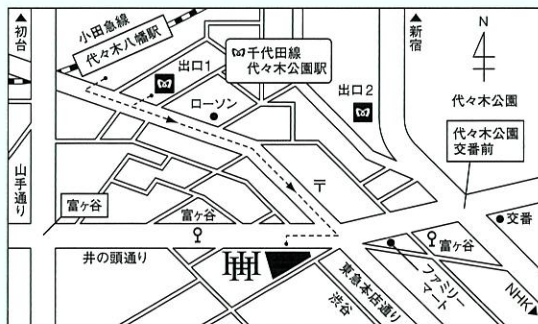 ▲初台
小田急線
代々木八幡駅
出口1
千代田線
代々木公園駅
▲新宿
N
ローソン
出口2
代々木公園
代々木公園
交番前
山手通り
富ヶ谷
富ヶ谷
〒
交番
富ヶ谷
井の頭通り
HHH
東急本店通り
渋谷
ファミリー
マート
NHK▲